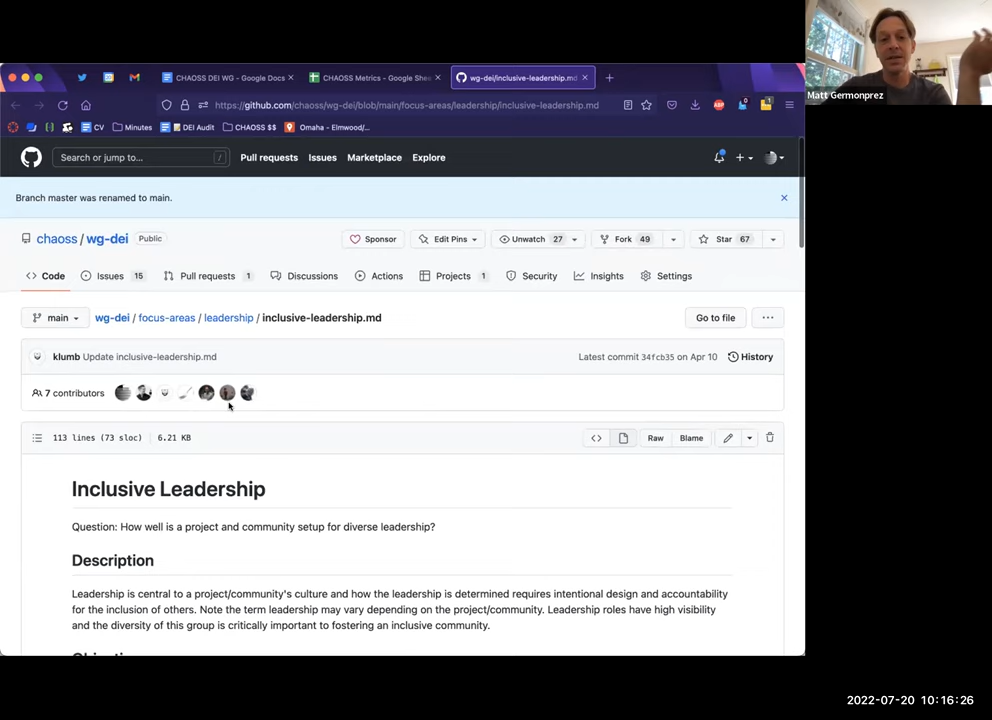 CHAOSS DEI WG - Google Docs
CHAOSS Metrics - Google Shee
wg-dei/inclusive-leadership.md
https://github.com/chaoss/wg-dei/blob/main/focus-areas/leadership/inclusive-leadership.md
CV
Minutes
DEI Audit
CHAOSS $$
Omaha - Elmwood/...
Search or jump to...
/
Pull requests
Issues
Marketplace
Explore
Branch master was renamed to main.
chaoss / wg-dei
Public
Sponsor
Edit Pins
Unwatch 27
Fork 49
Star 67
Code
Issues 15
Pull requests 1
Discussions
Actions
Projects 1
Security
Insights
Settings
main
wg-dei / focus-areas / leadership / inclusive-leadership.md
Go to file
klumb Update inclusive-leadership.md
Latest commit 34fcb35 on Apr 10
History
7 contributors
113 lines (73 sloc) 6.21 KB
Raw
Blame
Inclusive Leadership
Question: How well is a project and community setup for diverse leadership?
Description
Leadership is central to a project/community's culture and how the leadership is determined requires intentional design and accountability
for the inclusion of others. Note the term leadership may vary depending on the project/community. Leadership roles have high visibility
and the diversity of this group is critically important to fostering an inclusive community.
Matt Germonprez
2022-07-20 10:16:26